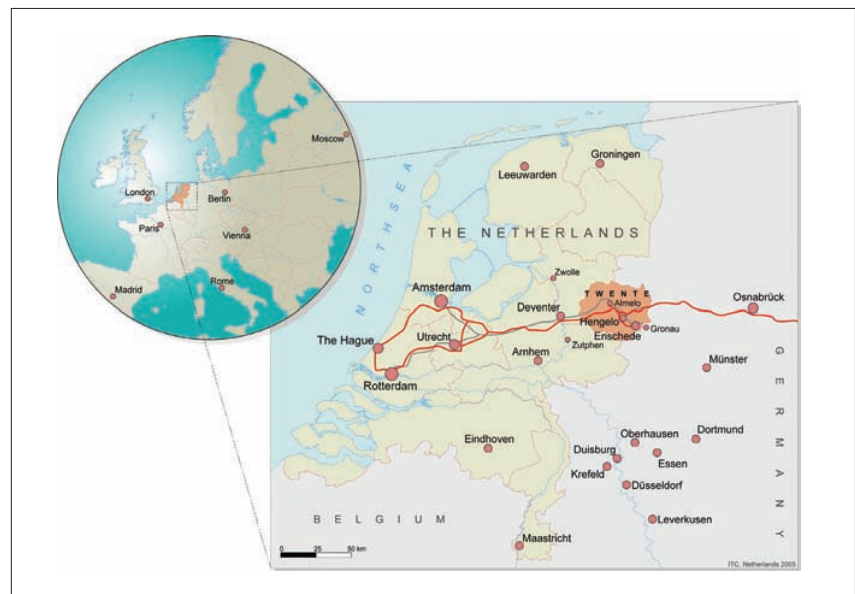 Moscow
London
Berlin
Paris
Vienna
Madrid
Rome
NORTH SEA
Groningen
Leeuwarden
THE NETHERLANDS
Zwolle
TWENTE
Amsterdam
Almelo
Osnabrück
Deventer
Hengelo
The Hague
Utrecht
Enschede
Gronau
Zutphen
Arnhem
Münster
Rotterdam
GERMANY
Oberhausen
Dortmund
Eindhoven
Duisburg
Essen
Krefeld
Düsseldorf
BELGIUM
Leverkusen
Maastricht
0 25 50 km
ITC, Netherlands 2005